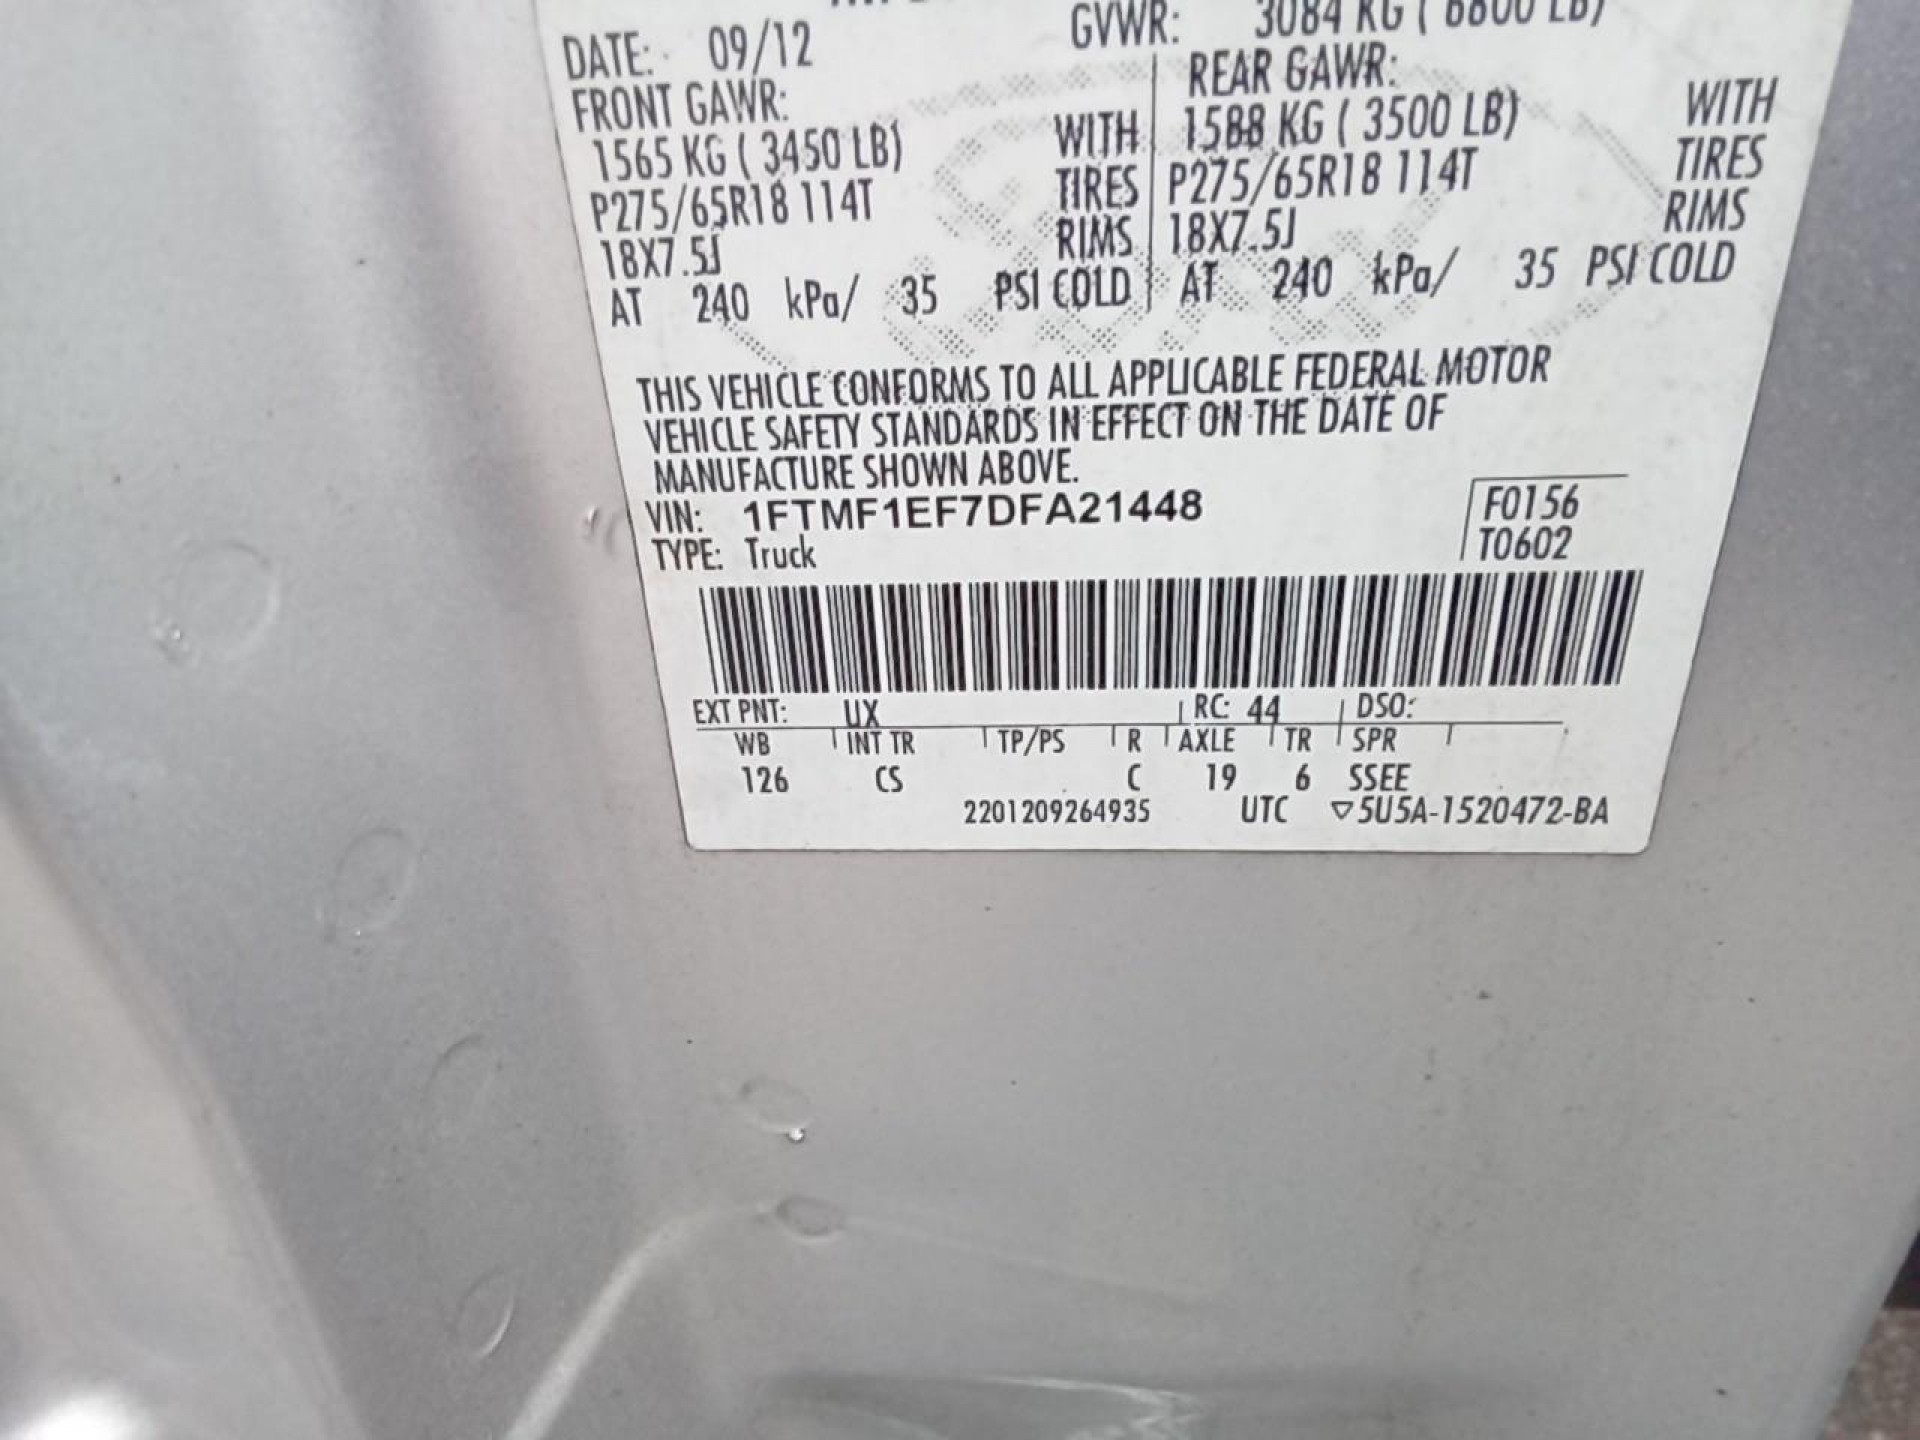 DATE: 09/12 GVWR: 3084 KG ( 6800 LB)
FRONT GAWR: REAR GAWR:
1565 KG ( 3450 LB) WITH 1588 KG ( 3500 LB) WITH
P275/65R18 114T TIRES P275/65R18 114T TIRES
18X7.5J RIMS 18X7.5J RIMS
AT 240 kPa/ 35 PSI COLD AT 240 kPa/ 35 PSI COLD
THIS VEHICLE CONFORMS TO ALL APPLICABLE FEDERAL MOTOR
VEHICLE SAFETY STANDARDS IN EFFECT ON THE DATE OF
MANUFACTURE SHOWN ABOVE.
VIN: 1FTMF1EF7DFA21448 F0156
TYPE: Truck T0602
EXT PNT: UX RC: 44 DSO:
WB INT TR TP/PS R AXLE TR SPR
126 CS C 19 6 SSEE
2201209264935 UTC ▽5U5A-1520472-BA